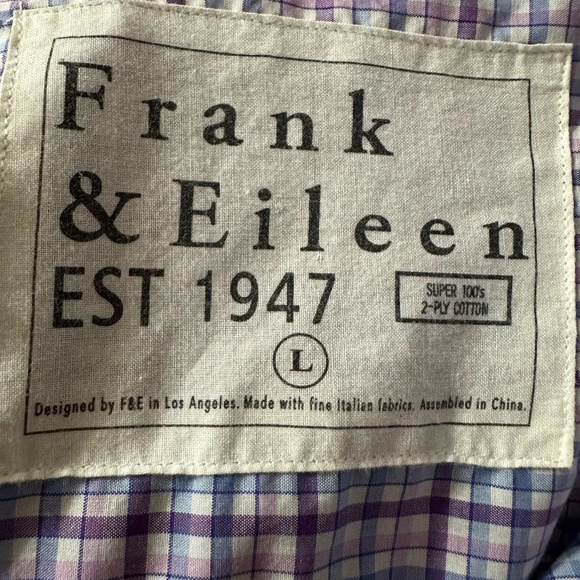 Frank
& Eileen
EST 1947
SUPER 100's
2-PLY COTTON
L
Designed by F&E in Los Angeles. Made with fine Italian fabrics. Assembled in China.